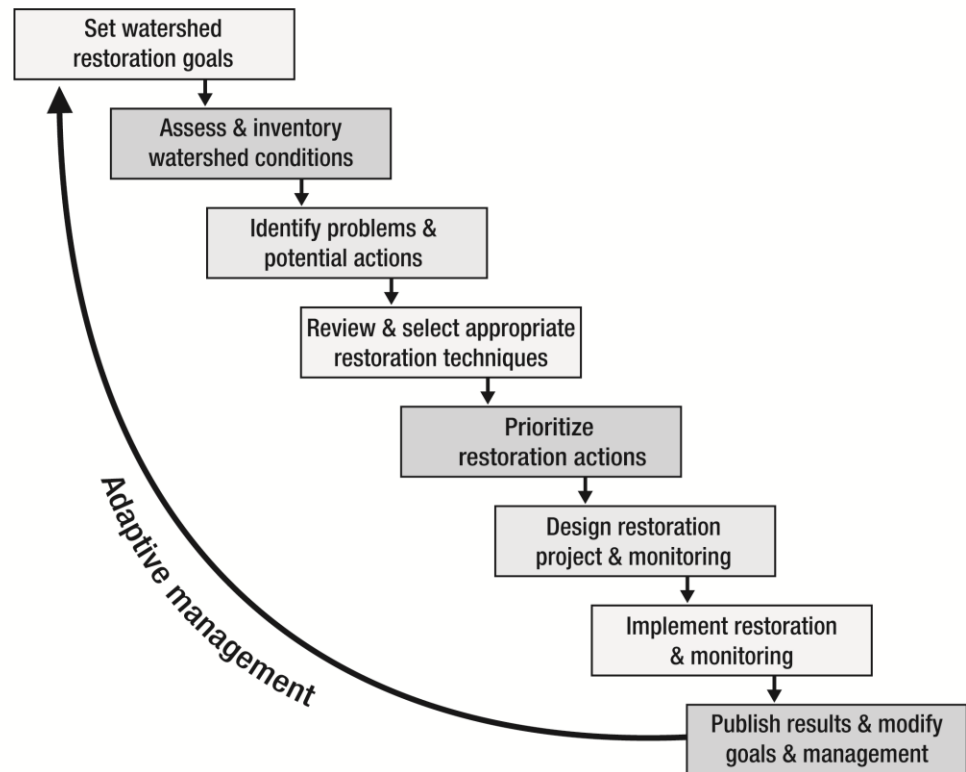 Set watershed
restoration goals
Assess & inventory
watershed conditions
Identify problems &
potential actions
Review & select appropriate
restoration techniques
Prioritize
restoration actions
Design restoration
project & monitoring
Implement restoration
& monitoring
Publish results & modify
goals & management
Adaptive management